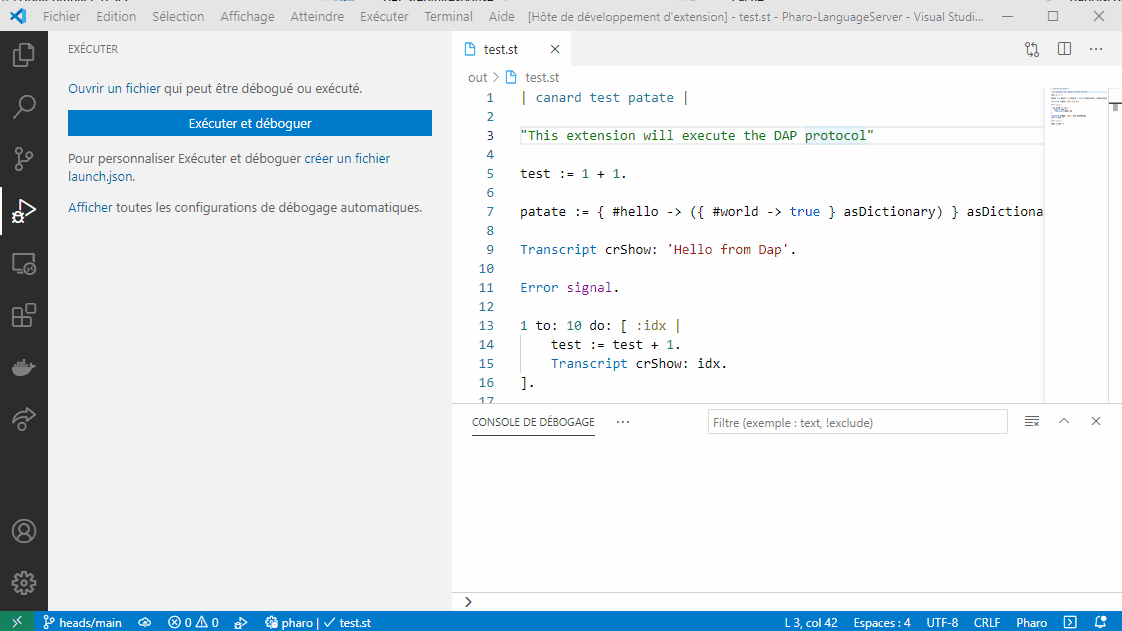 Fichier Edition Sélection Affichage Atteindre Exécuter Terminal Aide [Hôte de développement d'extension] - test.st - Pharo-LanguageServer - Visual Studi...
EXÉCUTER
Ouvrir un fichier qui peut être débogué ou exécuté.
Exécuter et déboguer
Pour personnaliser Exécuter et déboguer créer un fichier
launch.json.
Afficher toutes les configurations de débogage automatiques.
test.st
out > test.st
1 | canard test patate |
2
3 "This extension will execute the DAP protocol"
4
5 test := 1 + 1.
6
7 patate := { #hello -> ({ #world -> true } asDictionary) } asDictiona
8
9 Transcript crShow: 'Hello from Dap'.
10
11 Error signal.
12
13 1 to: 10 do: [ :idx |
14 test := test + 1.
15 Transcript crShow: idx.
16 ].
17
CONSOLE DE DÉBOGAGE ...
Filtre (exemple : text, !exclude)
>
heads/main 0 0 pharo | ✓ test.st L 3, col 42 Espaces : 4 UTF-8 CRLF Pharo